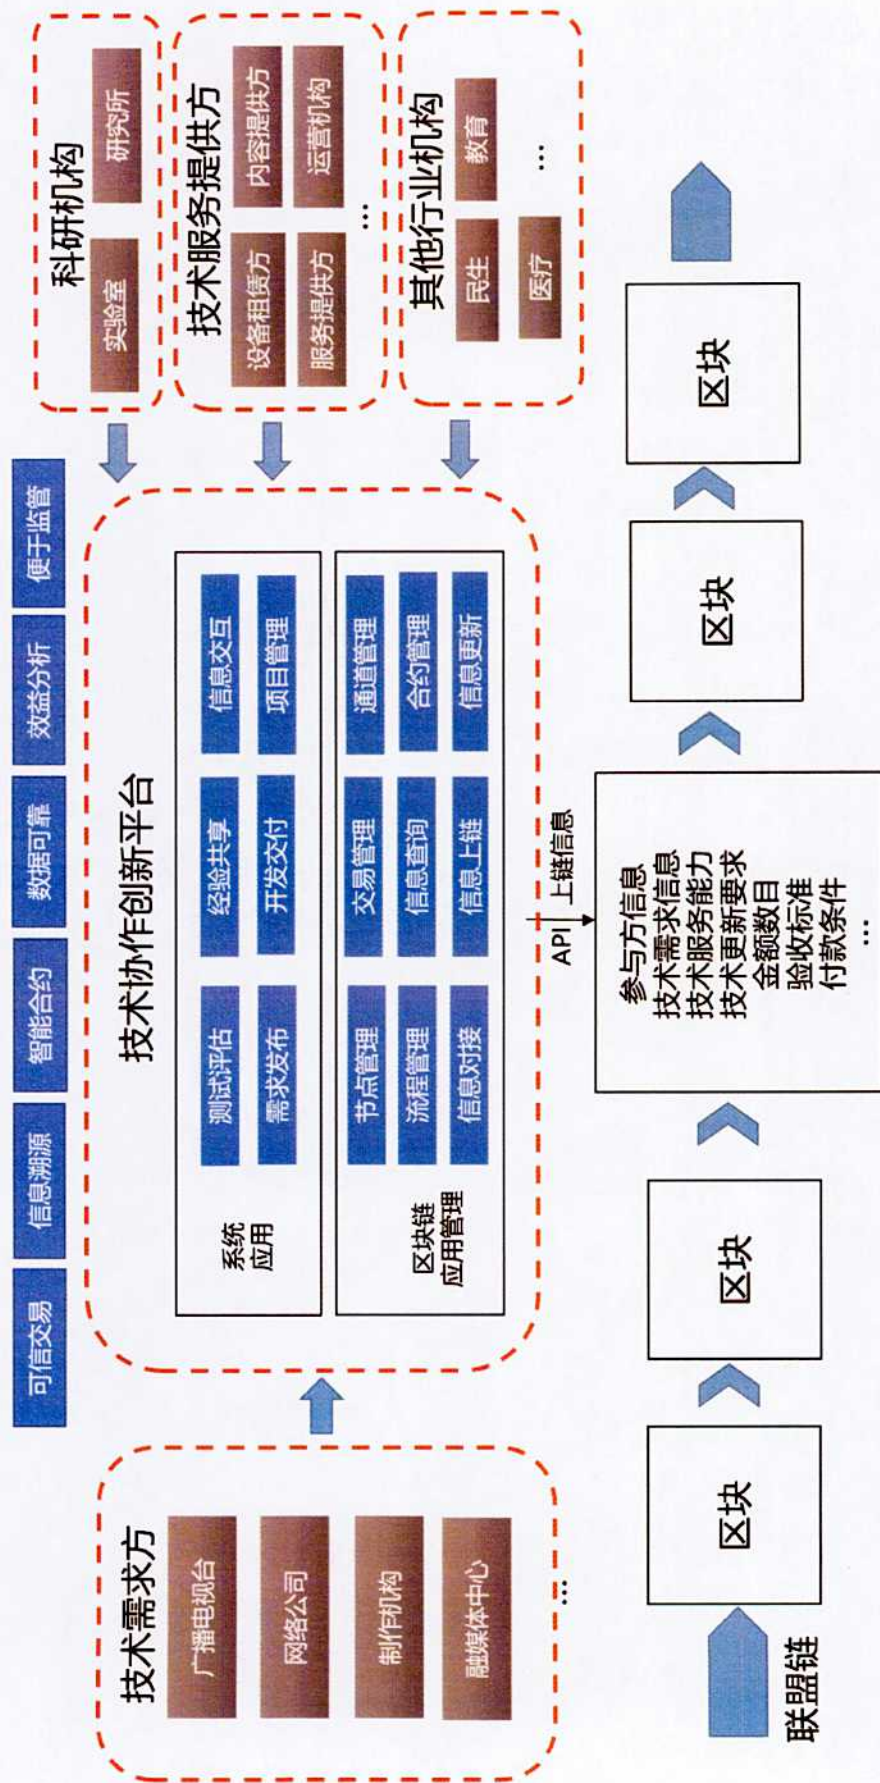 可信交易
信息溯源
智能合约
数据可靠
效益分析
便于监管
技术需求方
广播电视台
网络公司
制作机构
融媒体中心
...
技术协作创新平台
系统
应用
测试评估
经验共享
信息交互
需求发布
开发交付
项目管理
区块链
应用管理
节点管理
交易管理
通道管理
流程管理
信息查询
合约管理
信息对接
信息上链
信息更新
科研机构
实验室
研究所
技术服务提供方
设备租赁方
内容提供方
服务提供方
运营机构
...
其他行业机构
民生
教育
医疗
...
API
上链信息
联盟链
区块
区块
参与方信息
技术需求信息
技术服务能力
技术更新要求
金额数目
验收标准
付款条件
...
区块
区块